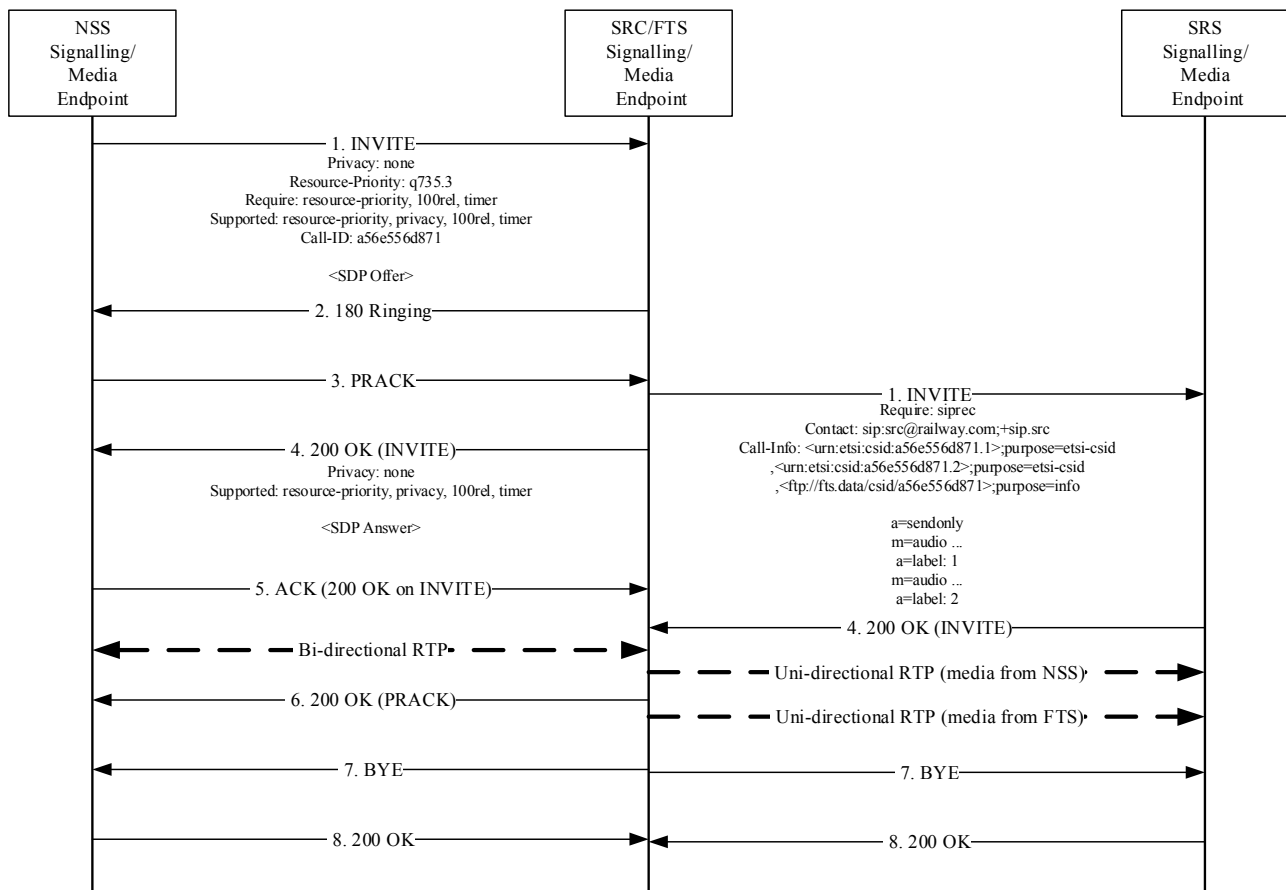 NSS
Signalling/
Media
Endpoint
SRC/FTS
Signalling/
Media
Endpoint
SRS
Signalling/
Media
Endpoint
1. INVITE
Privacy: none
Resource-Priority: q735.3
Require: resource-priority, 100rel, timer
Supported: resource-priority, privacy, 100rel, timer
Call-ID: a56e556d871
<SDP Offer>
2. 180 Ringing
3. PRACK
1. INVITE
Require: siprec
Contact: sip:src@railway.com;+sip.src
Call-Info: <urn:etsi:csid:a56e556d871.1>;purpose=etsi-csid
,<urn:etsi:csid:a56e556d871.2>;purpose=etsi-csid
,<ftp://fts.data/csid/a56e556d871>;purpose=info
a=sendonly
m=audio ...
a=label: 1
m=audio ...
a=label: 2
4. 200 OK (INVITE)
Privacy: none
Supported: resource-priority, privacy, 100rel, timer
<SDP Answer>
5. ACK (200 OK on INVITE)
4. 200 OK (INVITE)
Bi-directional RTP
Uni-directional RTP (media from NSS)
6. 200 OK (PRACK)
Uni-directional RTP (media from FTS)
7. BYE
7. BYE
8. 200 OK
8. 200 OK